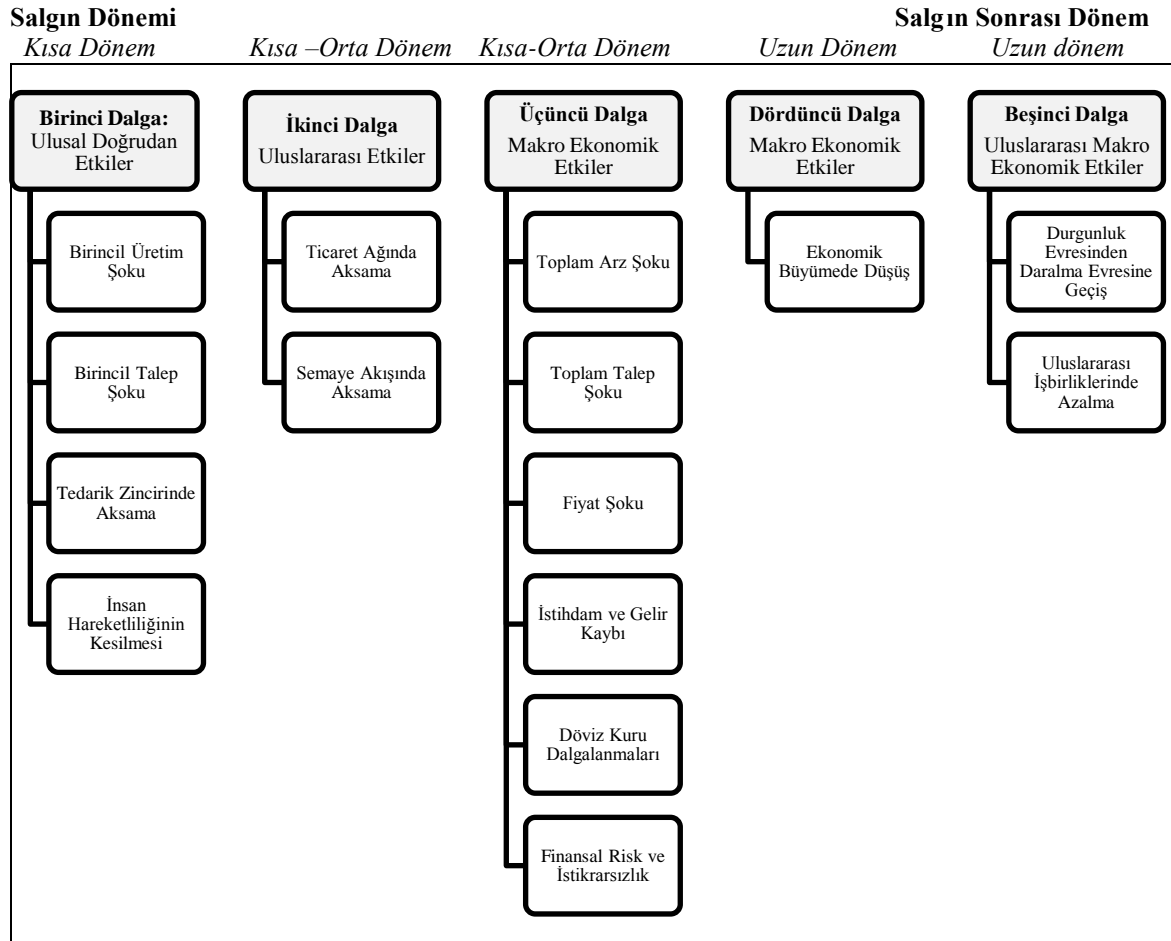 Salgın Dönemi
Salgın Sonrası Dönem
Kısa Dönem
Kısa –Orta Dönem
Kısa-Orta Dönem
Uzun Dönem
Uzun dönem
Birinci Dalga:
Ulusal Doğrudan
Etkiler
Birincil Üretim
Şoku
Birincil Talep
Şoku
Tedarik Zincirinde
Aksama
İnsan
Hareketliliğinin
Kesilmesi
İkinci Dalga
Uluslararası Etkiler
Ticaret Ağında
Aksama
Semaye Akışında
Aksama
Üçüncü Dalga
Makro Ekonomik
Etkiler
Toplam Arz Şoku
Toplam Talep
Şoku
Fiyat Şoku
İstihdam ve Gelir
Kaybı
Döviz Kuru
Dalgalanmaları
Finansal Risk ve
İstikrarsızlık
Dördüncü Dalga
Makro Ekonomik
Etkiler
Ekonomik
Büyümede Düşüş
Beşinci Dalga
Uluslararası Makro
Ekonomik Etkiler
Durgunluk
Evresinden
Daralma Evresine
Geçiş
Uluslararası
İşbirliklerinde
Azalma